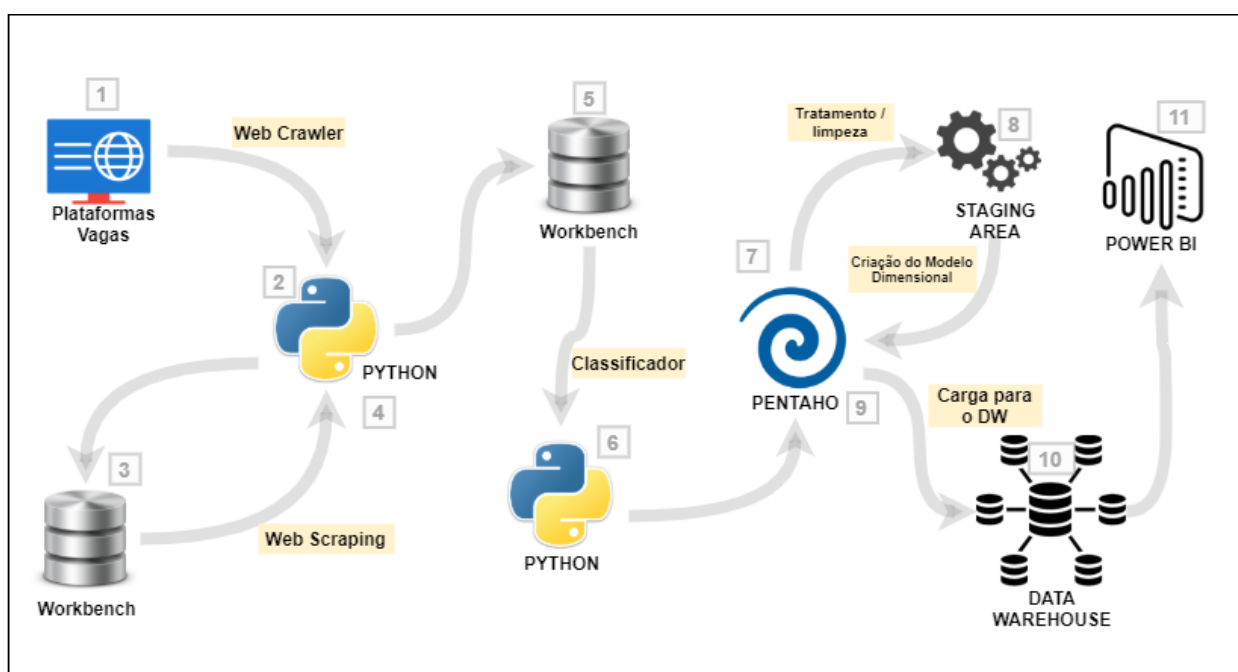 1
Plataformas
Vagas
Web Crawler
2
PYTHON
3
Workbench
Web Scraping
4
5
Workbench
Classificador
6
PYTHON
7
PENTAHO
Tratamento /
limpeza
8
STAGING
AREA
Criação do Modelo
Dimensional
9
Carga para
o DW
10
DATA
WAREHOUSE
11
POWER BI